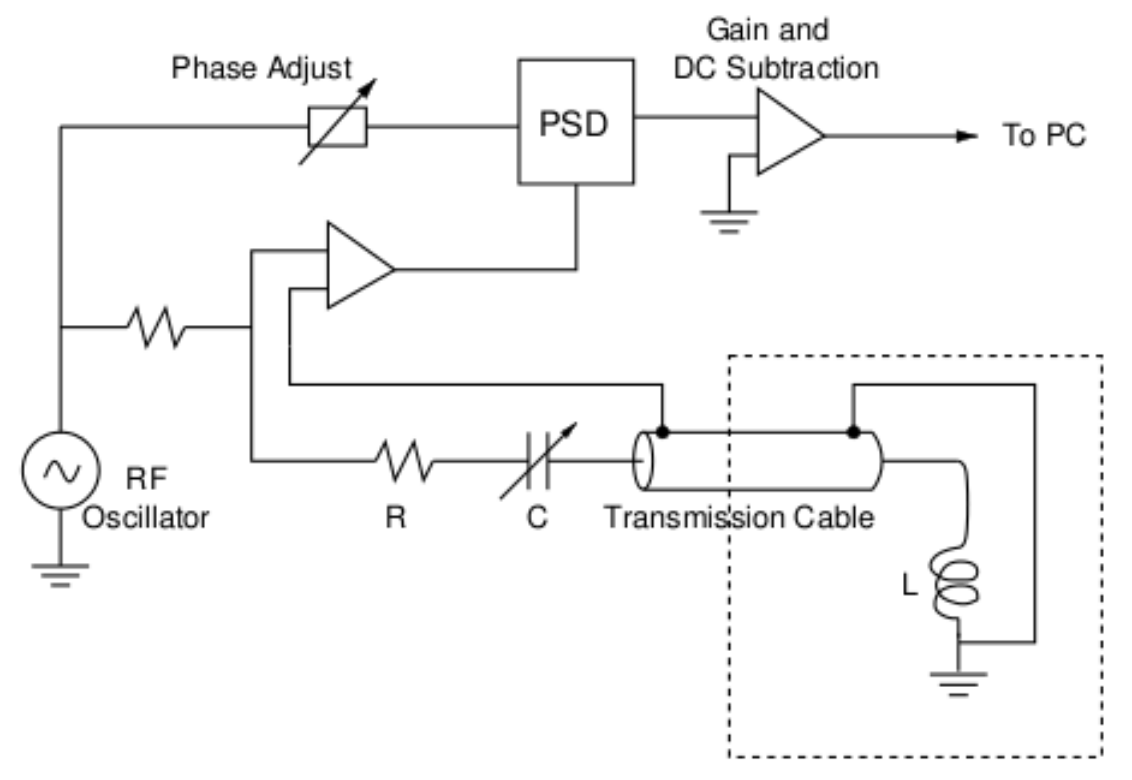 Gain and
DC Subtraction
Phase Adjust
PSD
To PC
RF
Oscillator
R
C
Transmission Cable
L